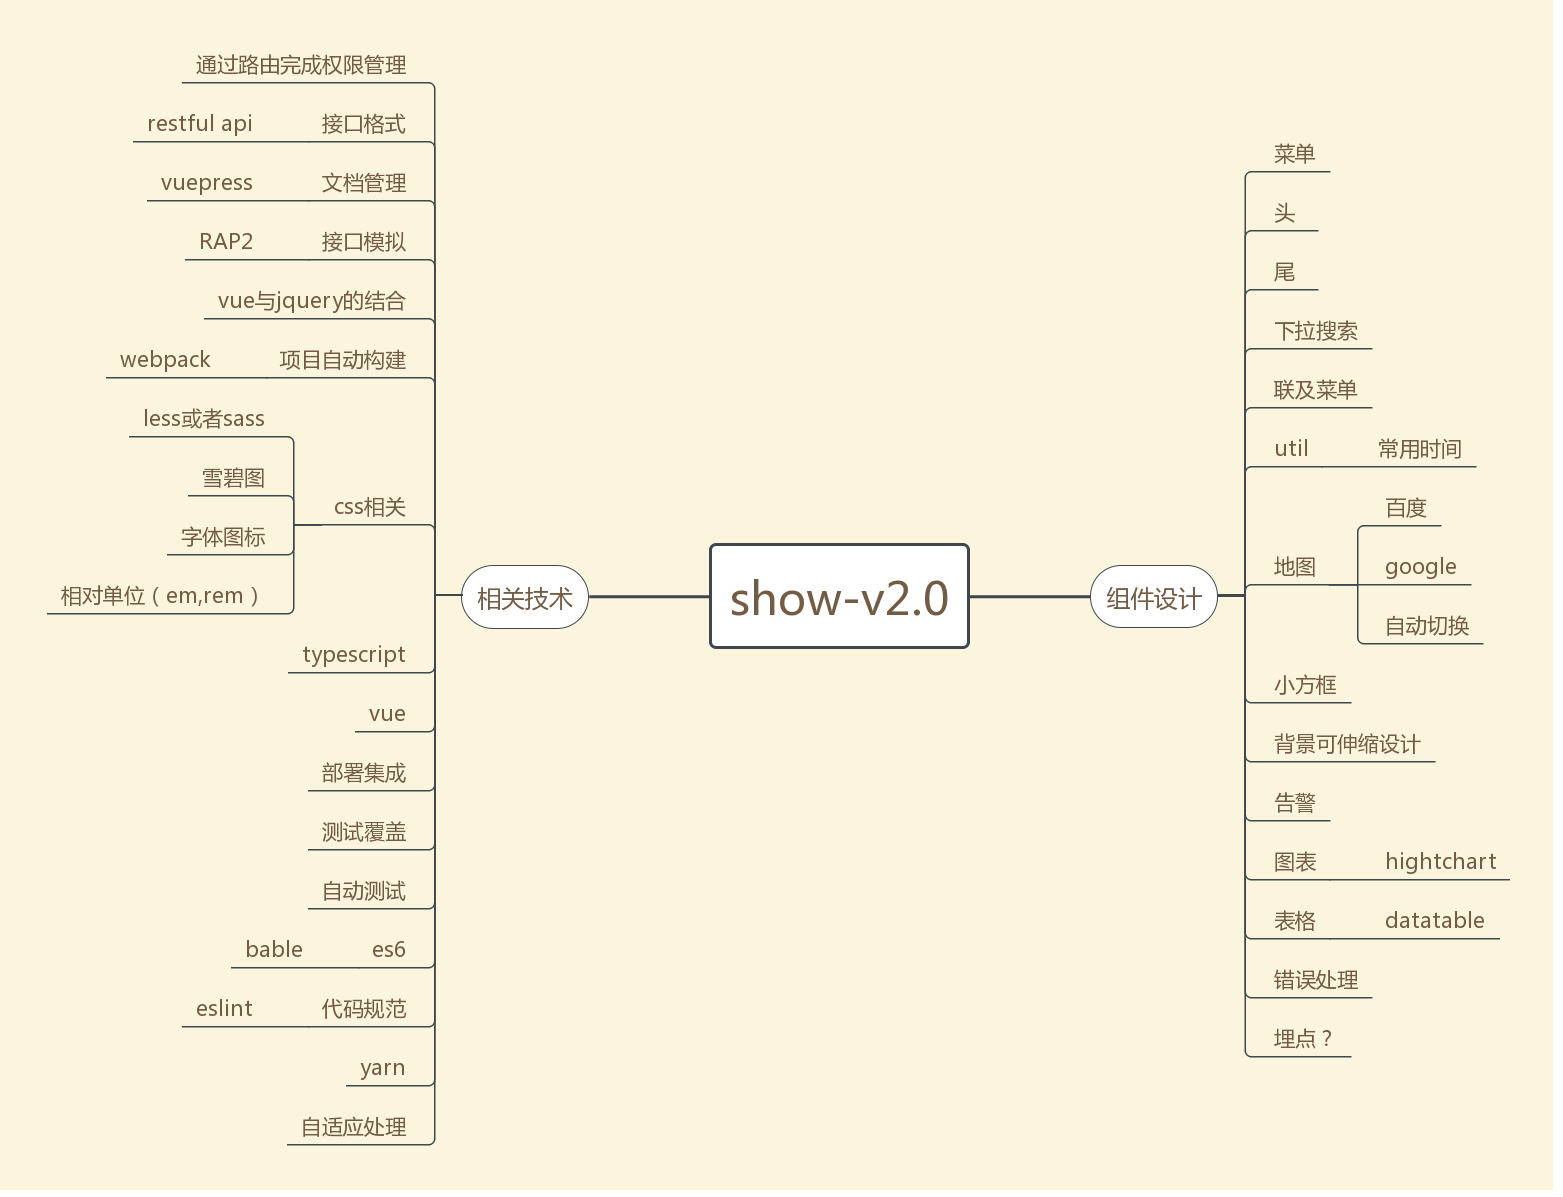 show-v2.0
相关技术
通过路由完成权限管理
接口格式
restful api
文档管理
vuepress
接口模拟
RAP2
vue与jquery的结合
项目自动构建
webpack
css相关
less或者sass
雪碧图
字体图标
相对单位（em,rem）
typescript
vue
部署集成
测试覆盖
自动测试
es6
bable
代码规范
eslint
yarn
自适应处理
组件设计
菜单
头
尾
下拉搜索
联及菜单
util
常用时间
地图
百度
google
自动切换
小方框
背景可伸缩设计
告警
图表
hightchart
表格
datatable
错误处理
埋点？